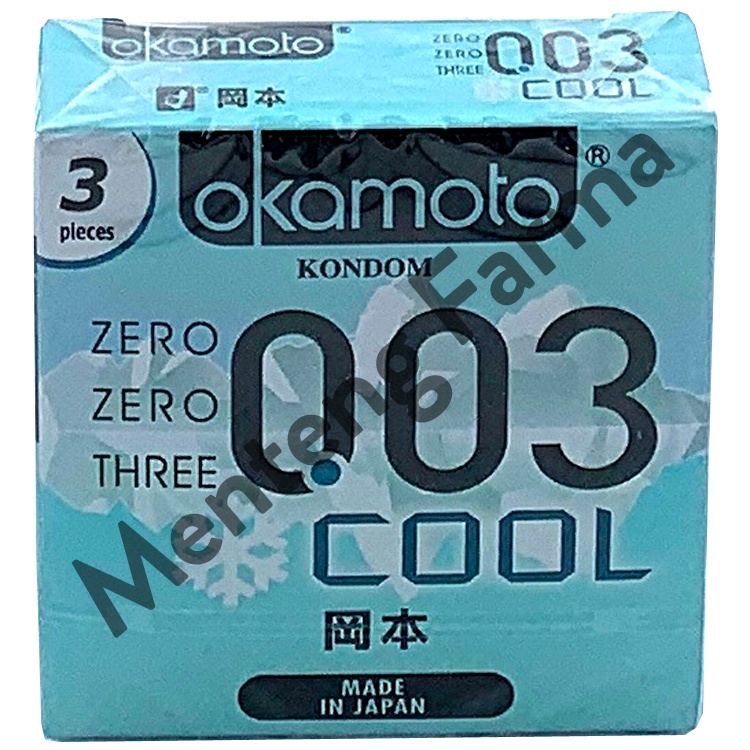 okamoto
ZERO
ZERO
THREE
0.03
COOL
岡本
3
pieces
okamoto®
KONDOM
ZERO
ZERO
THREE
0.03
COOL
岡本
MADE
IN JAPAN
Menteng Farma